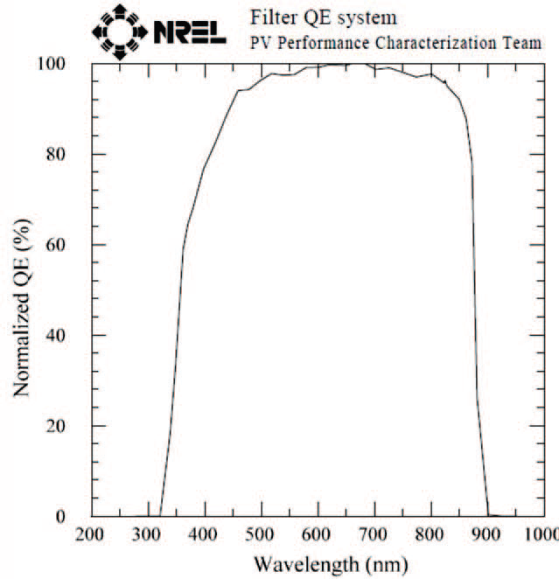 NREL
Filter QE system
PV Performance Characterization Team
Normalized QE (%)
100
80
60
40
20
0
200 300 400 500 600 700 800 900 1000
Wavelength (nm)